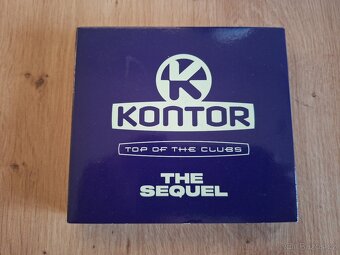 K
KONTOR
TOP OF THE CLUBS
THE
SEQUEL